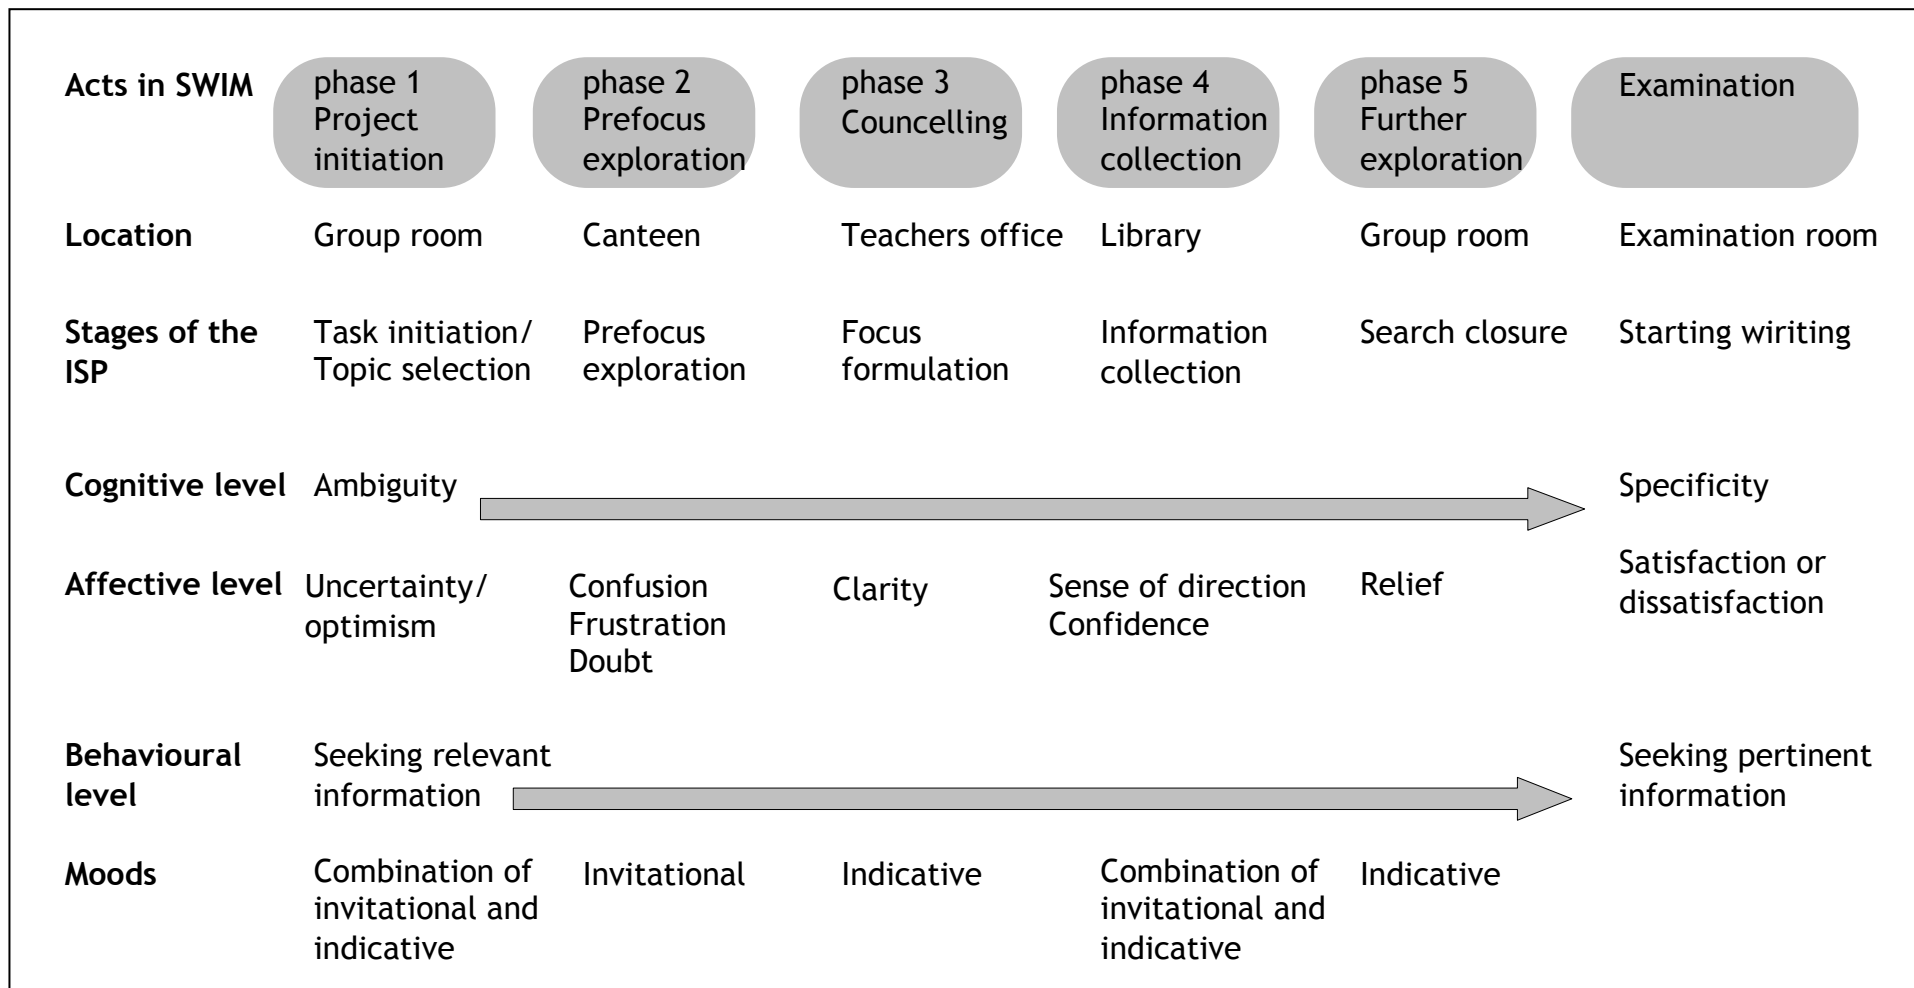 Acts in SWIM
phase 1
Project
initiation
phase 2
Prefocus
exploration
phase 3
Councelling
phase 4
Information
collection
phase 5
Further
exploration
Examination
Location
Group room
Canteen
Teachers office
Library
Group room
Examination room
Stages of the
ISP
Task initiation/
Topic selection
Prefocus
exploration
Focus
formulation
Information
collection
Search closure
Starting wiriting
Cognitive level
Ambiguity
Specificity
Affective level
Uncertainty/
optimism
Confusion
Frustration
Doubt
Clarity
Sense of direction
Confidence
Relief
Satisfaction or
dissatisfaction
Behavioural
level
Seeking relevant
information
Seeking pertinent
information
Moods
Combination of
invitational and
indicative
Invitational
Indicative
Combination of
invitational and
indicative
Indicative